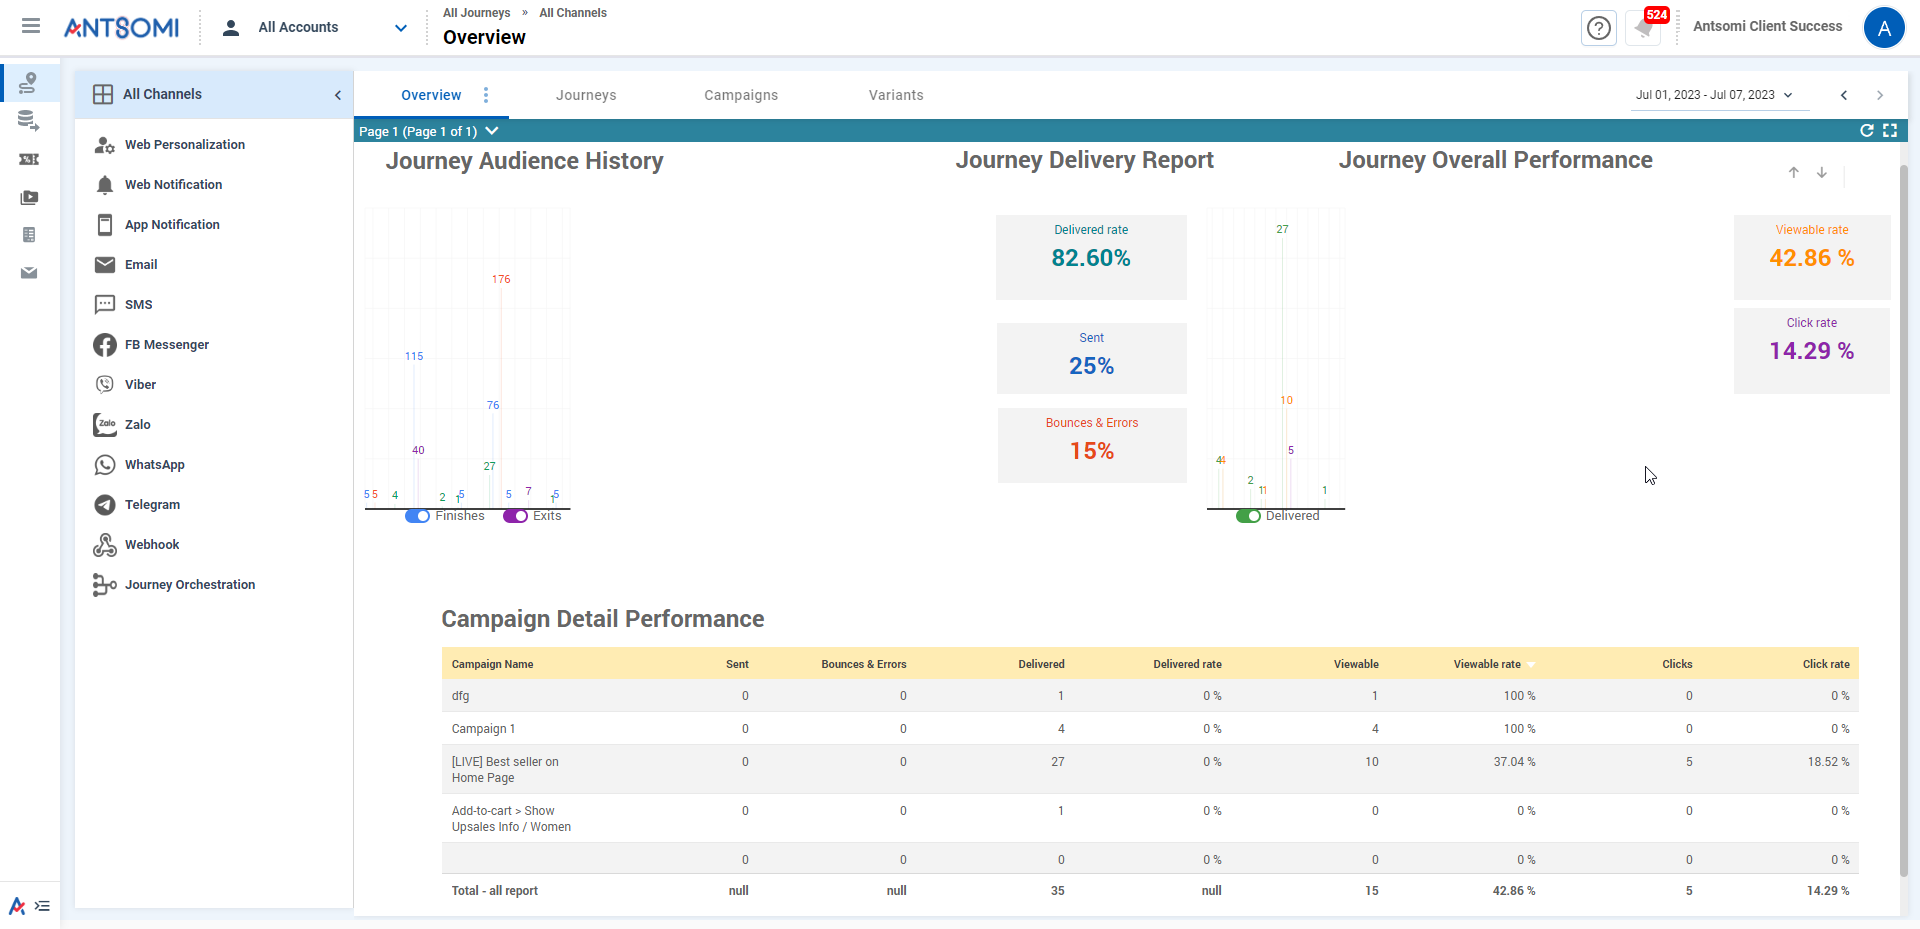 ANTSOMI
All Accounts
All Journeys » All Channels
Overview
524
Antsomi Client Success
A
All Channels
Web Personalization
Web Notification
App Notification
Email
SMS
FB Messenger
Viber
Zalo
Zalo
WhatsApp
Telegram
Webhook
Journey Orchestration
Overview
Journeys
Campaigns
Variants
Jul 01, 2023 - Jul 07, 2023
Page 1 (Page 1 of 1)
Journey Audience History
176
115
76
40
27
5 5 4 2 1 5 5 7 1 5
Finishes Exits
Journey Delivery Report
Delivered rate
82.60%
Sent
25%
Bounces & Errors
15%
27
10
5
4 4 2 1 1 1
Delivered
Journey Overall Performance
Viewable rate
42.86 %
Click rate
14.29 %
Campaign Detail Performance
Campaign Name Sent Bounces & Errors Delivered Delivered rate Viewable Viewable rate Clicks Click rate
dfg 0 0 1 0 % 1 100 % 0 0 %
Campaign 1 0 0 4 0 % 4 100 % 0 0 %
[LIVE] Best seller on 0 0 27 0 % 10 37.04 % 5 18.52 %
Home Page
Add-to-cart > Show 0 0 1 0 % 0 0 % 0 0 %
Upsales Info / Women
0 0 0 0 % 0 0 % 0 0 %
Total - all report null null 35 null 15 42.86 % 5 14.29 %